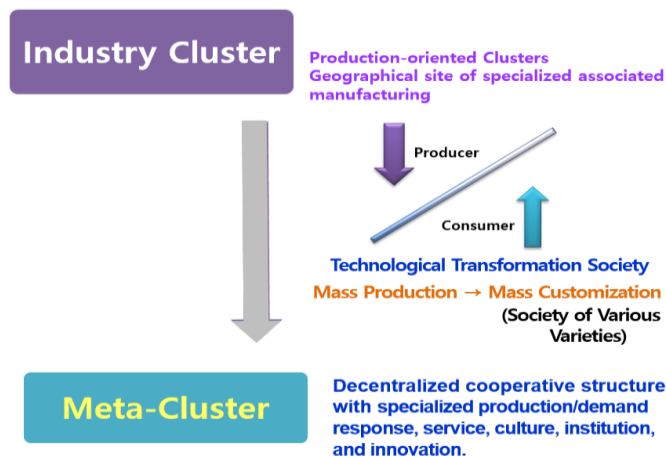 Industry Cluster
Production-oriented Clusters
Geographical site of specialized associated
manufacturing
Producer
Consumer
Technological Transformation Society
Mass Production → Mass Customization
(Society of Various
Varieties)
Meta-Cluster
Decentralized cooperative structure
with specialized production/demand
response, service, culture, institution,
and innovation.